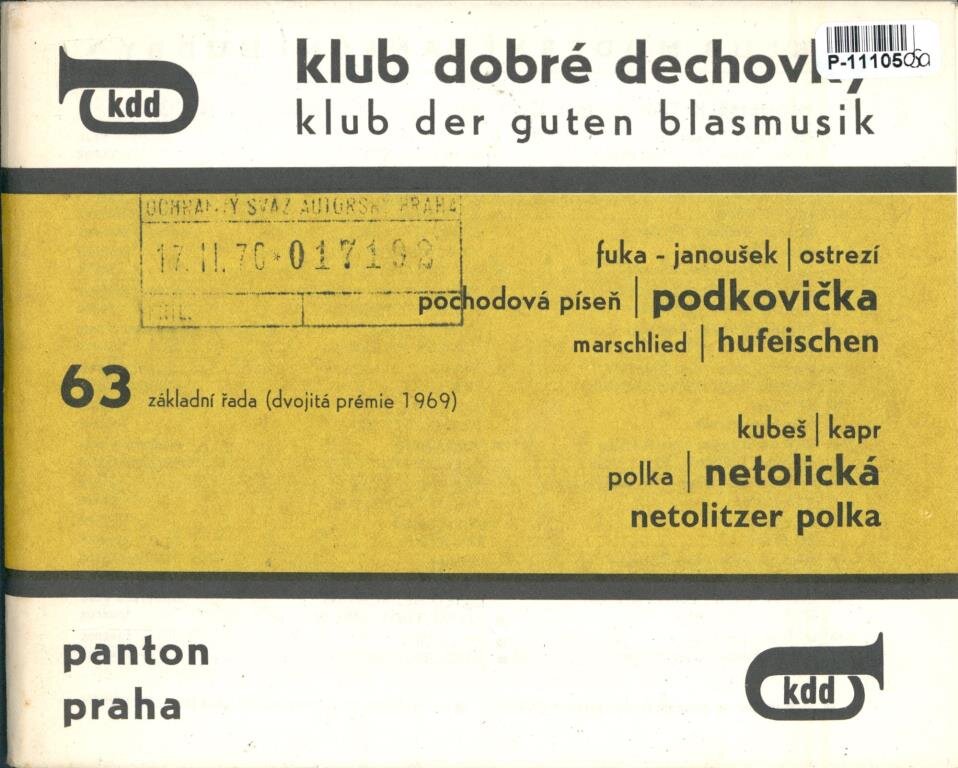 kdd
klub dobré dechovky
klub der guten blasmusik
P-11105
OCHRANNÝ SVAZ AUTORSKÝ PRAHA
17.II.70*017192
PŘÍL.
fuka - janoušek | ostrezí
pochodová píseň | podkovička
marschlied | hufeischen
63 základní řada (dvojitá prémie 1969)
kubeš | kapr
polka | netolická
netolitzer polka
panton
praha
kdd